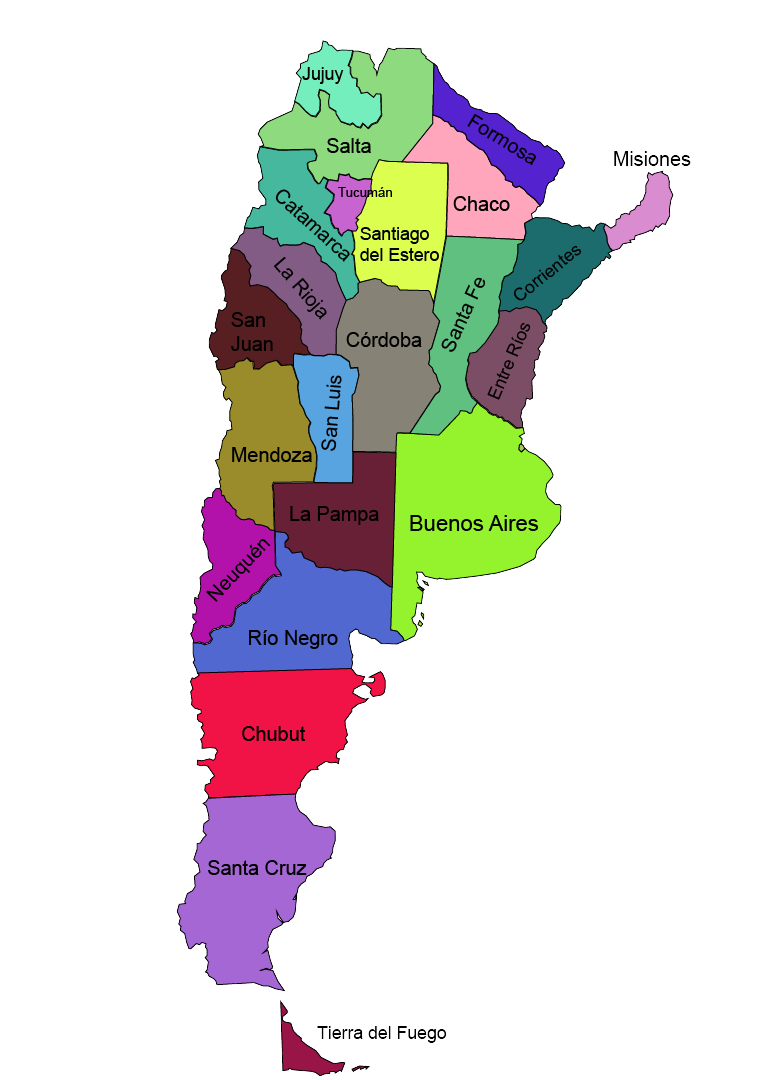 Jujuy
Formosa
Salta
Misiones
Tucumán
Catamarca
Chaco
Santiago
del Estero
Corrientes
La Rioja
Santa Fe
San
Juan
Córdoba
Entre Ríos
San Luis
Mendoza
La Pampa
Buenos Aires
Neuquén
Río Negro
Chubut
Santa Cruz
Tierra del Fuego